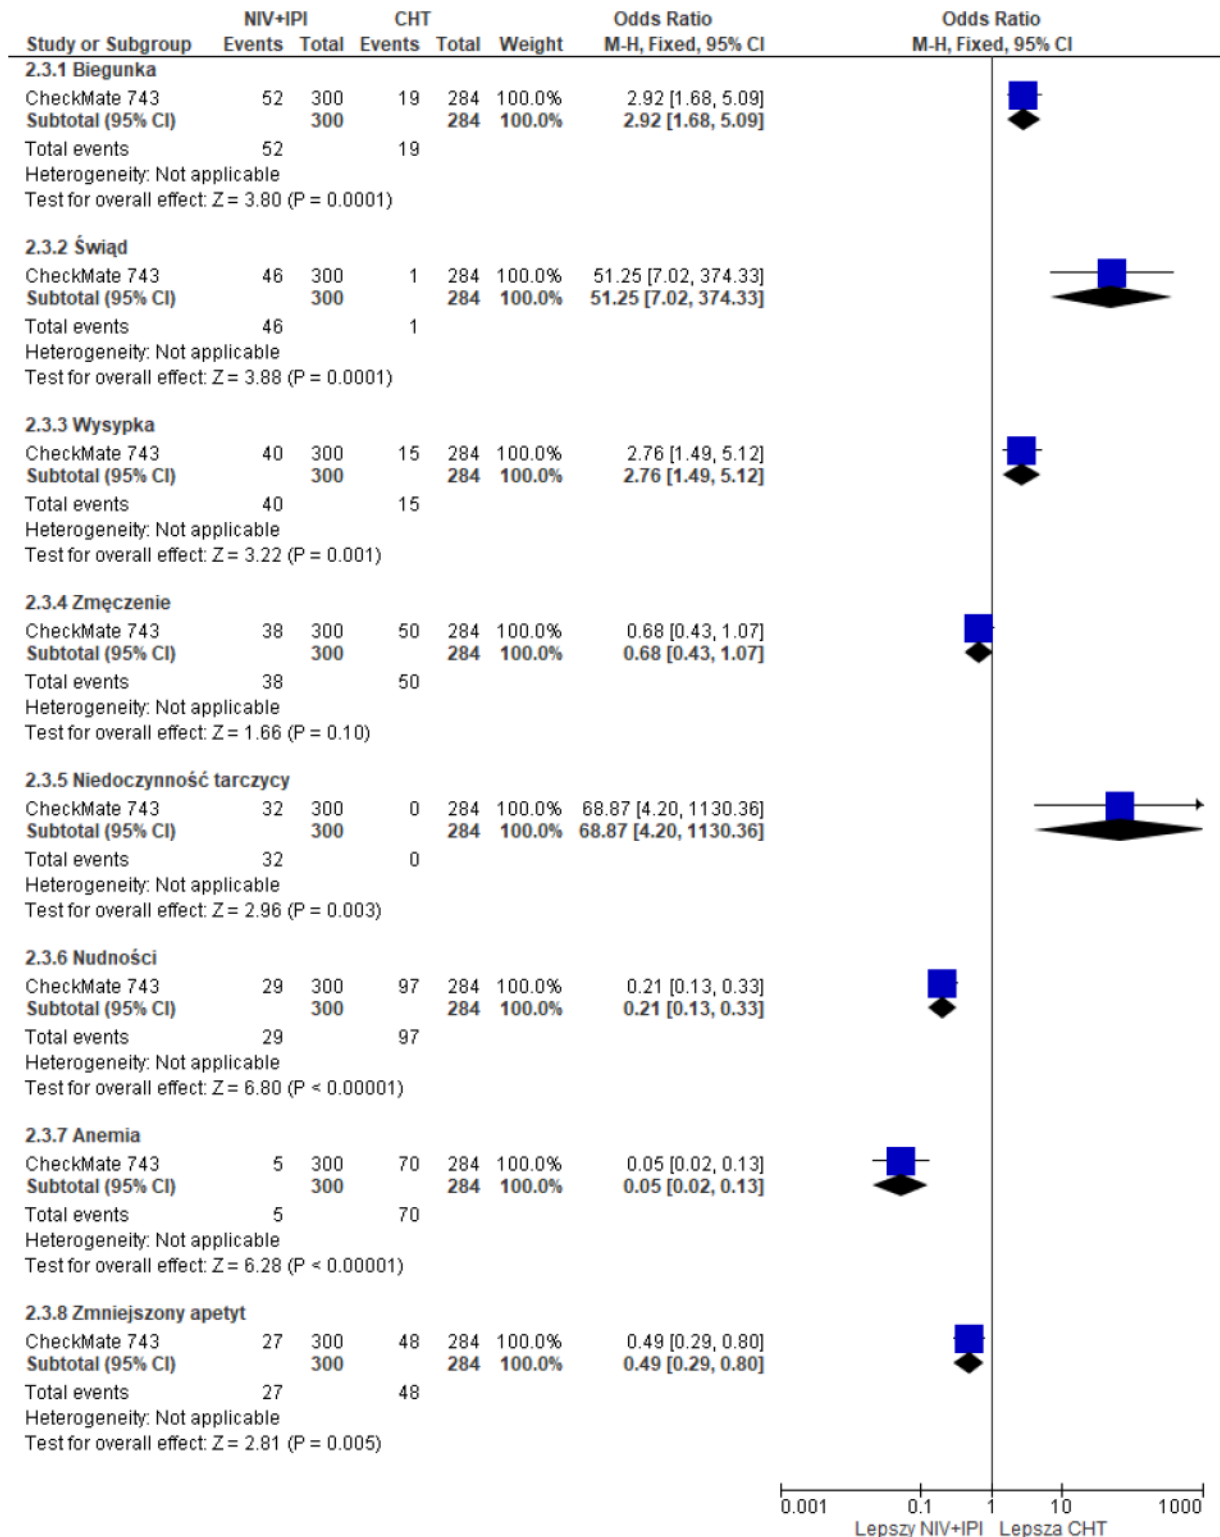 NIV+IPI CHT Odds Ratio Odds Ratio
Study or Subgroup Events Total Events Total Weight M-H, Fixed, 95% CI M-H, Fixed, 95% CI
2.3.1 Biegunka
CheckMate 743 52 300 19 284 100.0% 2.92 [1.68, 5.09]
Subtotal (95% CI) 300 284 100.0% 2.92 [1.68, 5.09]
Total events 52 19
Heterogeneity: Not applicable
Test for overall effect: Z = 3.80 (P = 0.0001)
2.3.2 Świąd
CheckMate 743 46 300 1 284 100.0% 51.25 [7.02, 374.33]
Subtotal (95% CI) 300 284 100.0% 51.25 [7.02, 374.33]
Total events 46 1
Heterogeneity: Not applicable
Test for overall effect: Z = 3.88 (P = 0.0001)
2.3.3 Wysypka
CheckMate 743 40 300 15 284 100.0% 2.76 [1.49, 5.12]
Subtotal (95% CI) 300 284 100.0% 2.76 [1.49, 5.12]
Total events 40 15
Heterogeneity: Not applicable
Test for overall effect: Z = 3.22 (P = 0.001)
2.3.4 Zmęczenie
CheckMate 743 38 300 50 284 100.0% 0.68 [0.43, 1.07]
Subtotal (95% CI) 300 284 100.0% 0.68 [0.43, 1.07]
Total events 38 50
Heterogeneity: Not applicable
Test for overall effect: Z = 1.66 (P = 0.10)
2.3.5 Niedoczynność tarczycy
CheckMate 743 32 300 0 284 100.0% 68.87 [4.20, 1130.36]
Subtotal (95% CI) 300 284 100.0% 68.87 [4.20, 1130.36]
Total events 32 0
Heterogeneity: Not applicable
Test for overall effect: Z = 2.96 (P = 0.003)
2.3.6 Nudności
CheckMate 743 29 300 97 284 100.0% 0.21 [0.13, 0.33]
Subtotal (95% CI) 300 284 100.0% 0.21 [0.13, 0.33]
Total events 29 97
Heterogeneity: Not applicable
Test for overall effect: Z = 6.80 (P < 0.00001)
2.3.7 Anemia
CheckMate 743 5 300 70 284 100.0% 0.05 [0.02, 0.13]
Subtotal (95% CI) 300 284 100.0% 0.05 [0.02, 0.13]
Total events 5 70
Heterogeneity: Not applicable
Test for overall effect: Z = 6.28 (P < 0.00001)
2.3.8 Zmniejszony apetyt
CheckMate 743 27 300 48 284 100.0% 0.49 [0.29, 0.80]
Subtotal (95% CI) 300 284 100.0% 0.49 [0.29, 0.80]
Total events 27 48
Heterogeneity: Not applicable
Test for overall effect: Z = 2.81 (P = 0.005)
0.001 0.1 1 10 1000
Lepszy NIV+IPI Lepsza CHT